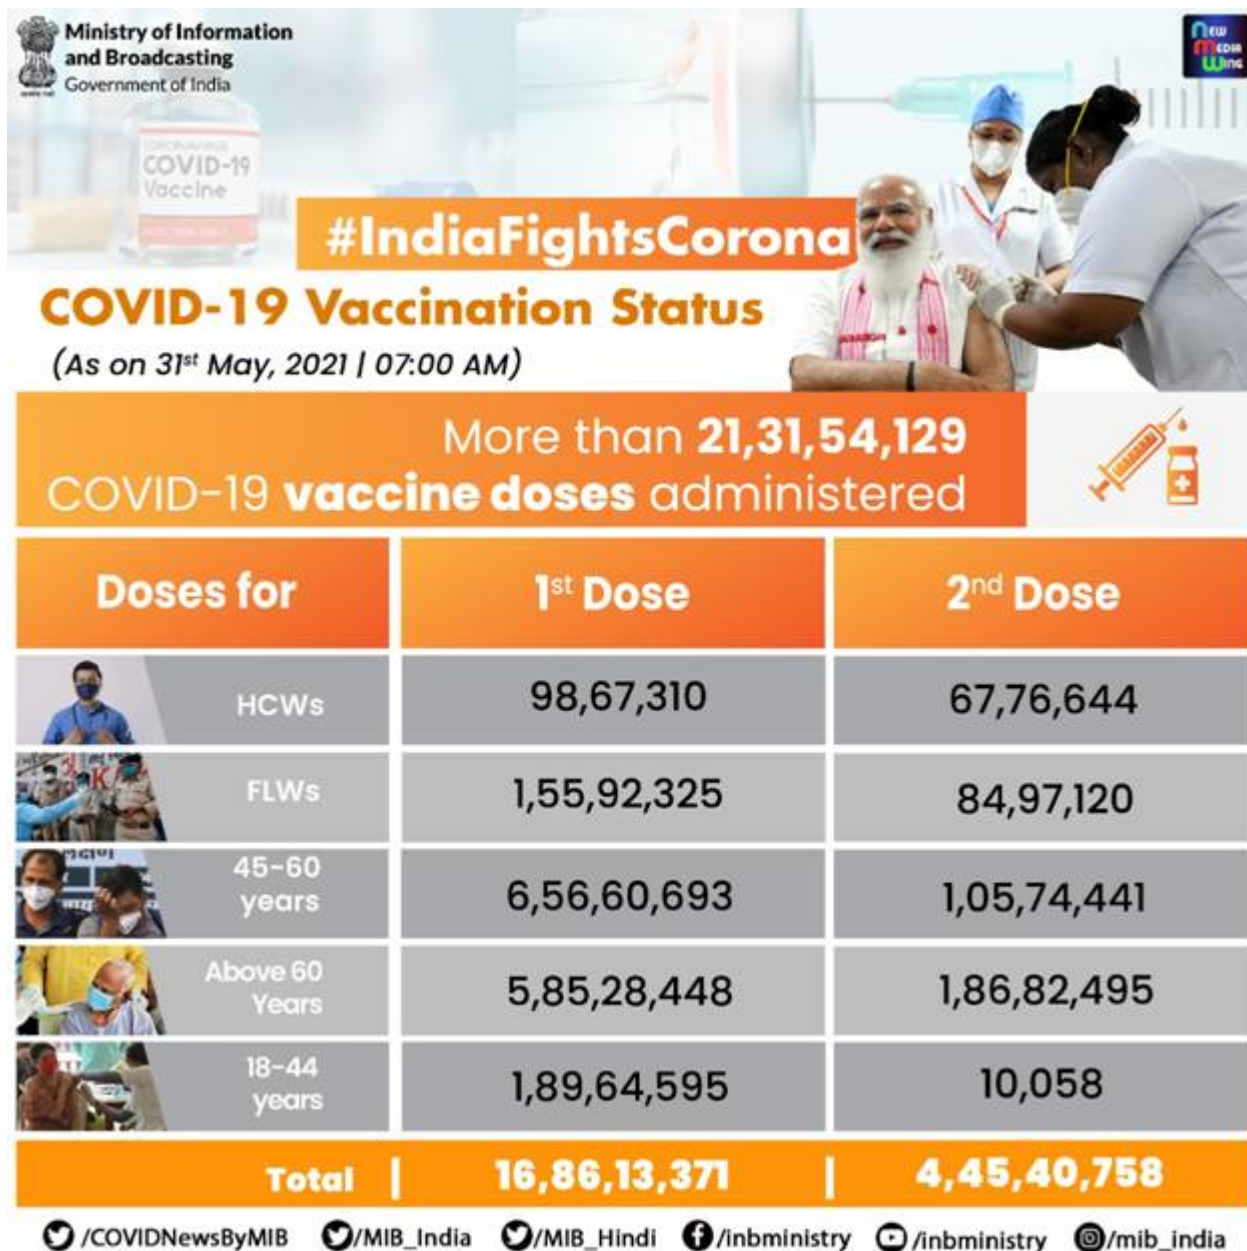 Ministry of Information
and Broadcasting
Government of India
NEW
MEDIA
WING
CORONAVIRUS
COVID-19
Vaccine
#IndiaFightsCorona
COVID-19 Vaccination Status
(As on 31st May, 2021 | 07:00 AM)
More than 21,31,54,129
COVID-19 vaccine doses administered
Doses for 1st Dose 2nd Dose
HCWs 98,67,310 67,76,644
FLWs 1,55,92,325 84,97,120
45-60
years 6,56,60,693 1,05,74,441
Above 60
Years 5,85,28,448 1,86,82,495
18-44
years 1,89,64,595 10,058
Total | 16,86,13,371 | 4,45,40,758
/COVIDNewsByMIB /MIB_India /MIB_Hindi /inbministry /inbministry /mib_india